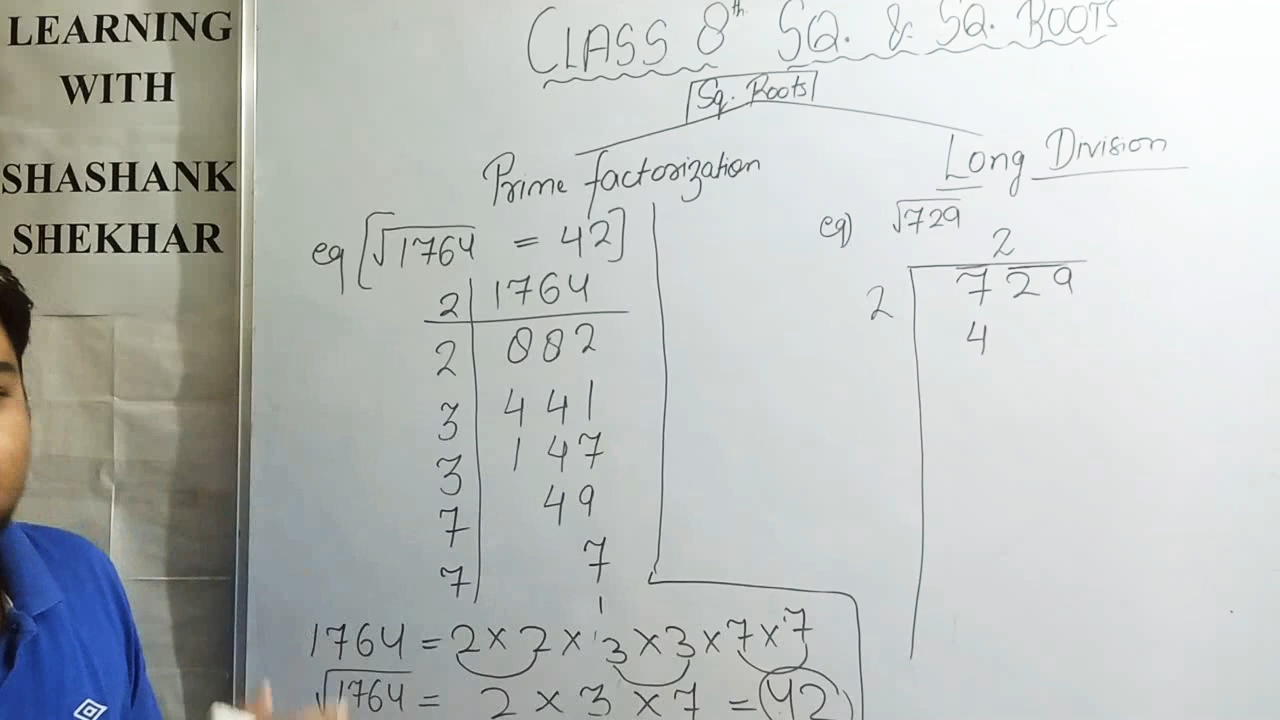 LEARNING
WITH
SHASHANK
SHEKHAR
CLASS 8th SQ. & SQ. ROOTS
Sq. Roots
Prime factorization
eg [√1764 = 42]
2 | 1764
2 | 882
3 | 441
3 | 147
7 | 49
7 | 7
1
1764 = 2 × 2 × 3 × 3 × 7 × 7
√1764 = 2 × 3 × 7 = 42
Long Division
eg) √729
2
2 | 729
4